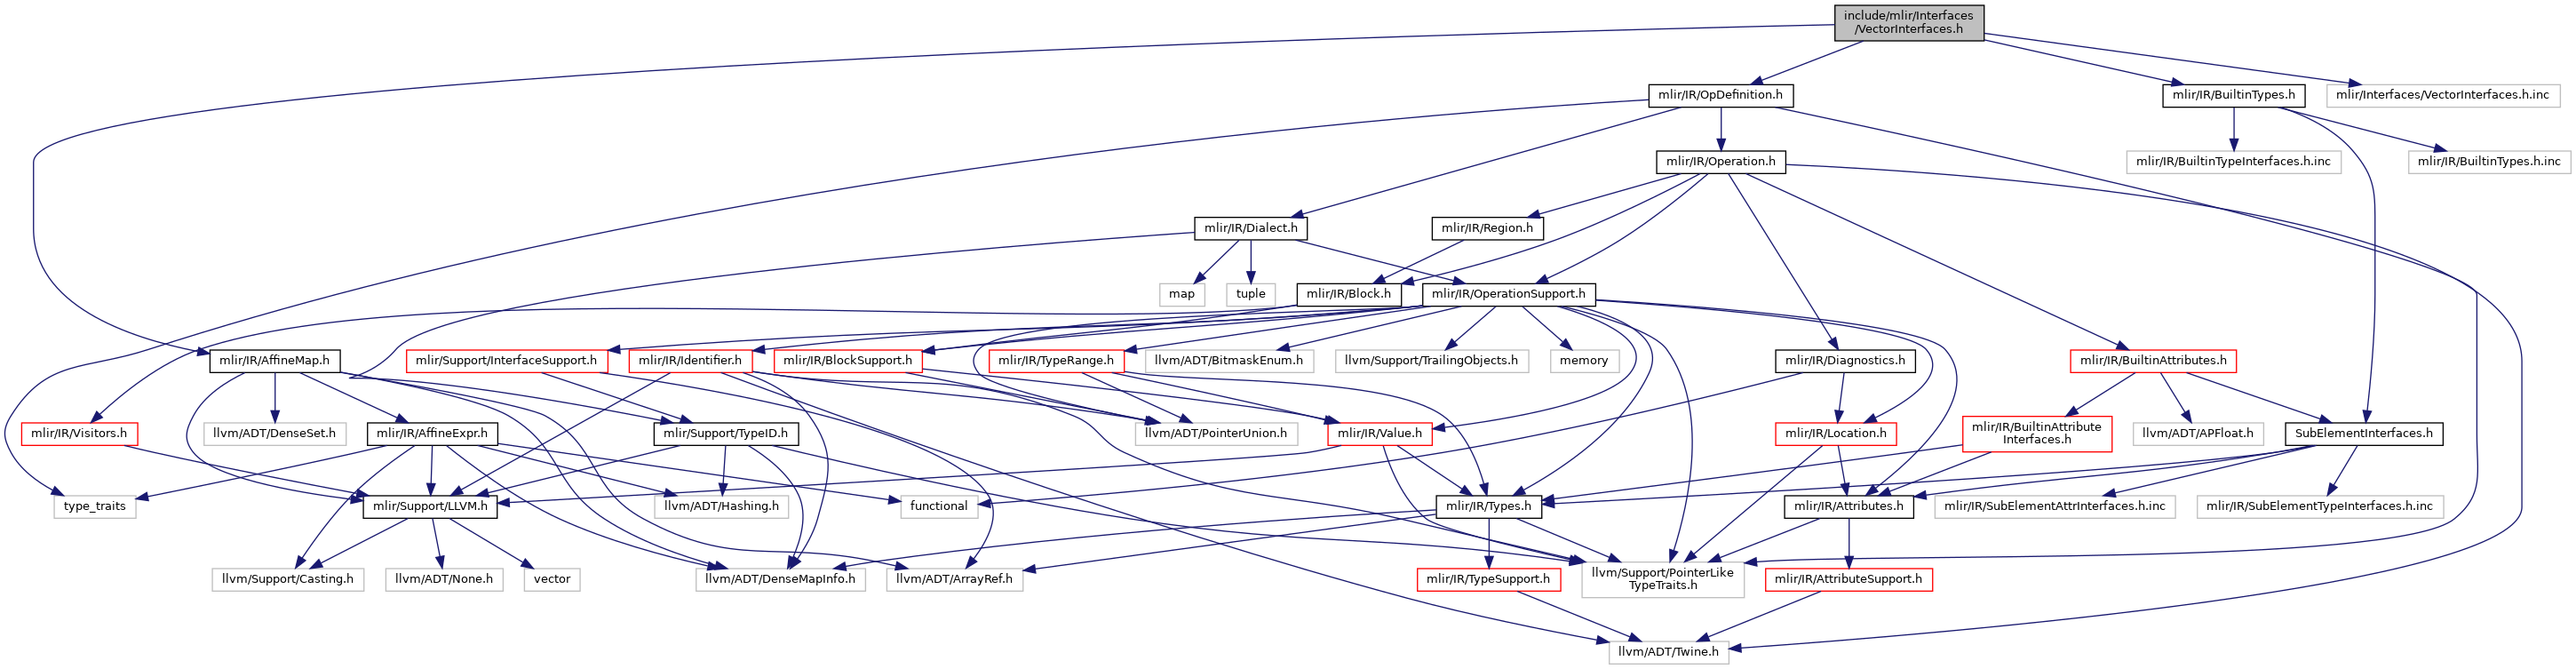 include/mlir/Interfaces
/VectorInterfaces.h
mlir/IR/OpDefinition.h
mlir/IR/BuiltinTypes.h
mlir/Interfaces/VectorInterfaces.h.inc
mlir/IR/Operation.h
mlir/IR/BuiltinTypeInterfaces.h.inc
mlir/IR/BuiltinTypes.h.inc
mlir/IR/Dialect.h
mlir/IR/Region.h
map
tuple
mlir/IR/Block.h
mlir/IR/OperationSupport.h
mlir/IR/AffineMap.h
mlir/Support/InterfaceSupport.h
mlir/IR/Identifier.h
mlir/IR/BlockSupport.h
mlir/IR/TypeRange.h
llvm/ADT/BitmaskEnum.h
llvm/Support/TrailingObjects.h
memory
mlir/IR/Diagnostics.h
mlir/IR/BuiltinAttributes.h
mlir/IR/Visitors.h
llvm/ADT/DenseSet.h
mlir/IR/AffineExpr.h
mlir/Support/TypeID.h
llvm/ADT/PointerUnion.h
mlir/IR/Value.h
mlir/IR/Location.h
mlir/IR/BuiltinAttribute
Interfaces.h
llvm/ADT/APFloat.h
SubElementInterfaces.h
type_traits
mlir/Support/LLVM.h
llvm/ADT/Hashing.h
functional
mlir/IR/Types.h
mlir/IR/Attributes.h
mlir/IR/SubElementAttrInterfaces.h.inc
mlir/IR/SubElementTypeInterfaces.h.inc
llvm/Support/Casting.h
llvm/ADT/None.h
vector
llvm/ADT/DenseMapInfo.h
llvm/ADT/ArrayRef.h
mlir/IR/TypeSupport.h
llvm/Support/PointerLike
TypeTraits.h
mlir/IR/AttributeSupport.h
llvm/ADT/Twine.h